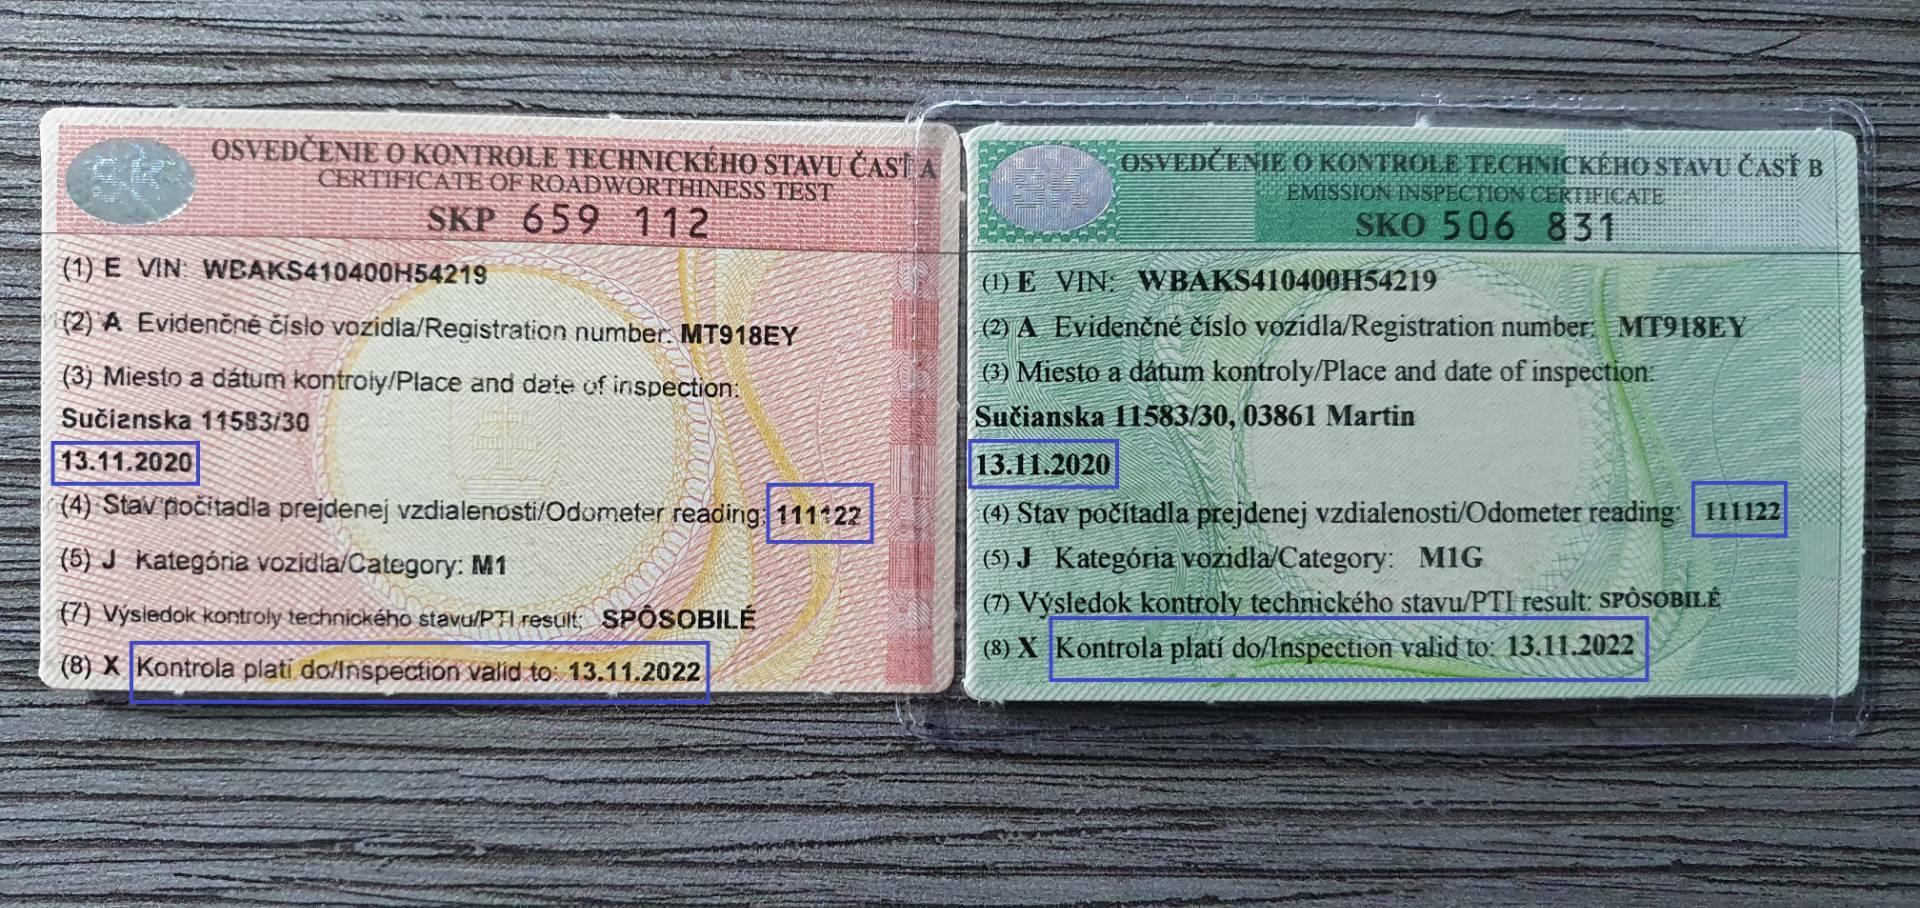 OSVEDČENIE O KONTROLE TECHNICKÉHO STAVU ČASŤ A
CERTIFICATE OF ROADWORTHINESS TEST
SKP 659 112
(1) E VIN: WBAKS410400H54219
(2) A Evidenčné číslo vozidla/Registration number: MT918EY
(3) Miesto a dátum kontroly/Place and date of inspection:
Sučianska 11583/30
13.11.2020
(4) Stav počítadla prejdenej vzdialenosti/Odometer reading: 111122
(5) J Kategória vozidla/Category: M1
(7) Výsledok kontroly technického stavu/PTI result: SPÔSOBILÉ
(8) X Kontrola platí do/Inspection valid to: 13.11.2022
OSVEDČENIE O KONTROLE TECHNICKÉHO STAVU ČASŤ B
EMISSION INSPECTION CERTIFICATE
SKO 506 831
(1) E VIN: WBAKS410400H54219
(2) A Evidenčné číslo vozidla/Registration number: MT918EY
(3) Miesto a dátum kontroly/Place and date of inspection:
Sučianska 11583/30, 03861 Martin
13.11.2020
(4) Stav počítadla prejdenej vzdialenosti/Odometer reading: 111122
(5) J Kategória vozidla/Category: M1G
(7) Výsledok kontroly technického stavu/PTI result: SPÔSOBILÉ
(8) X Kontrola platí do/Inspection valid to: 13.11.2022